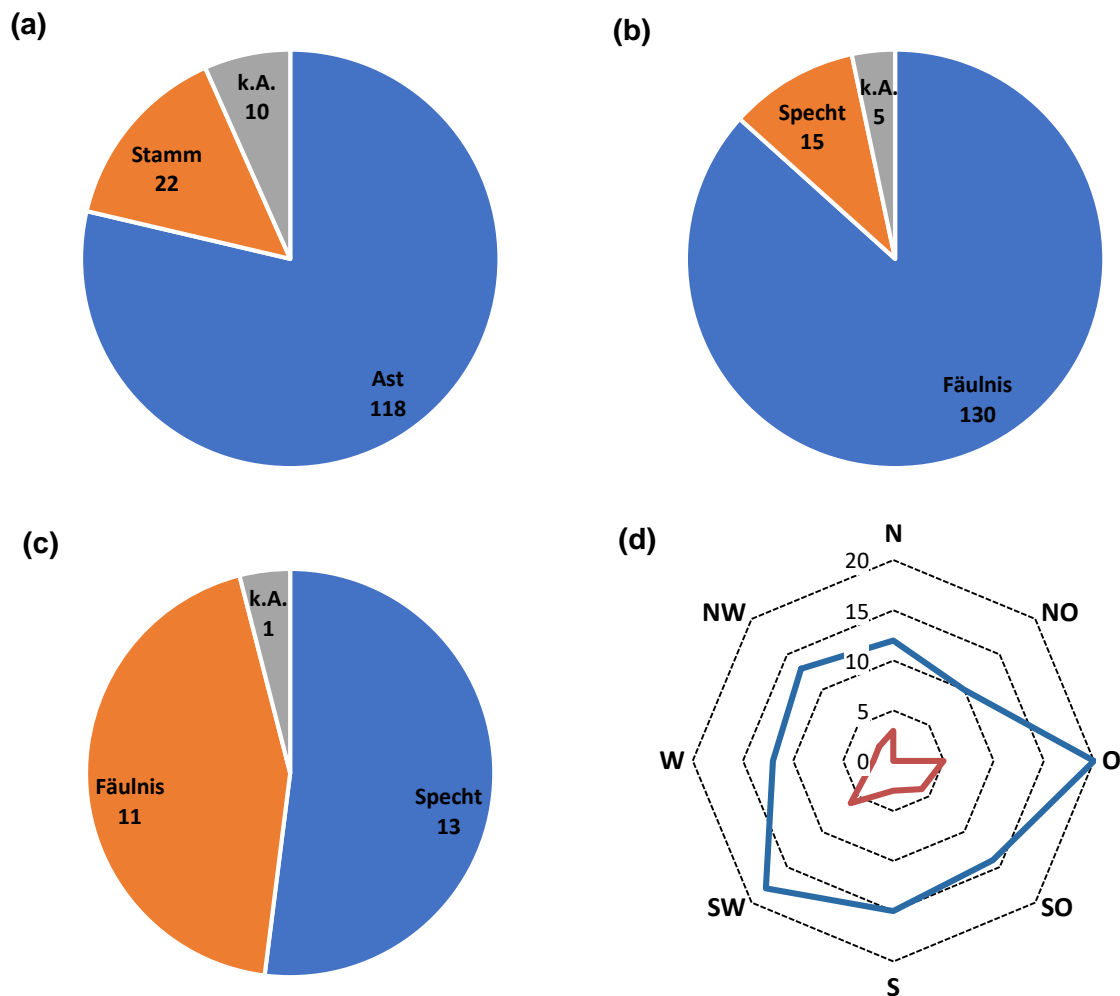 (a)
k.A.
10
Stamm
22
Ast
118
(b)
k.A.
5
Specht
15
Fäulnis
130
(c)
k.A.
1
Fäulnis
11
Specht
13
(d)
N
20
NW
NO
15
10
5
W
0
O
SW
SO
S